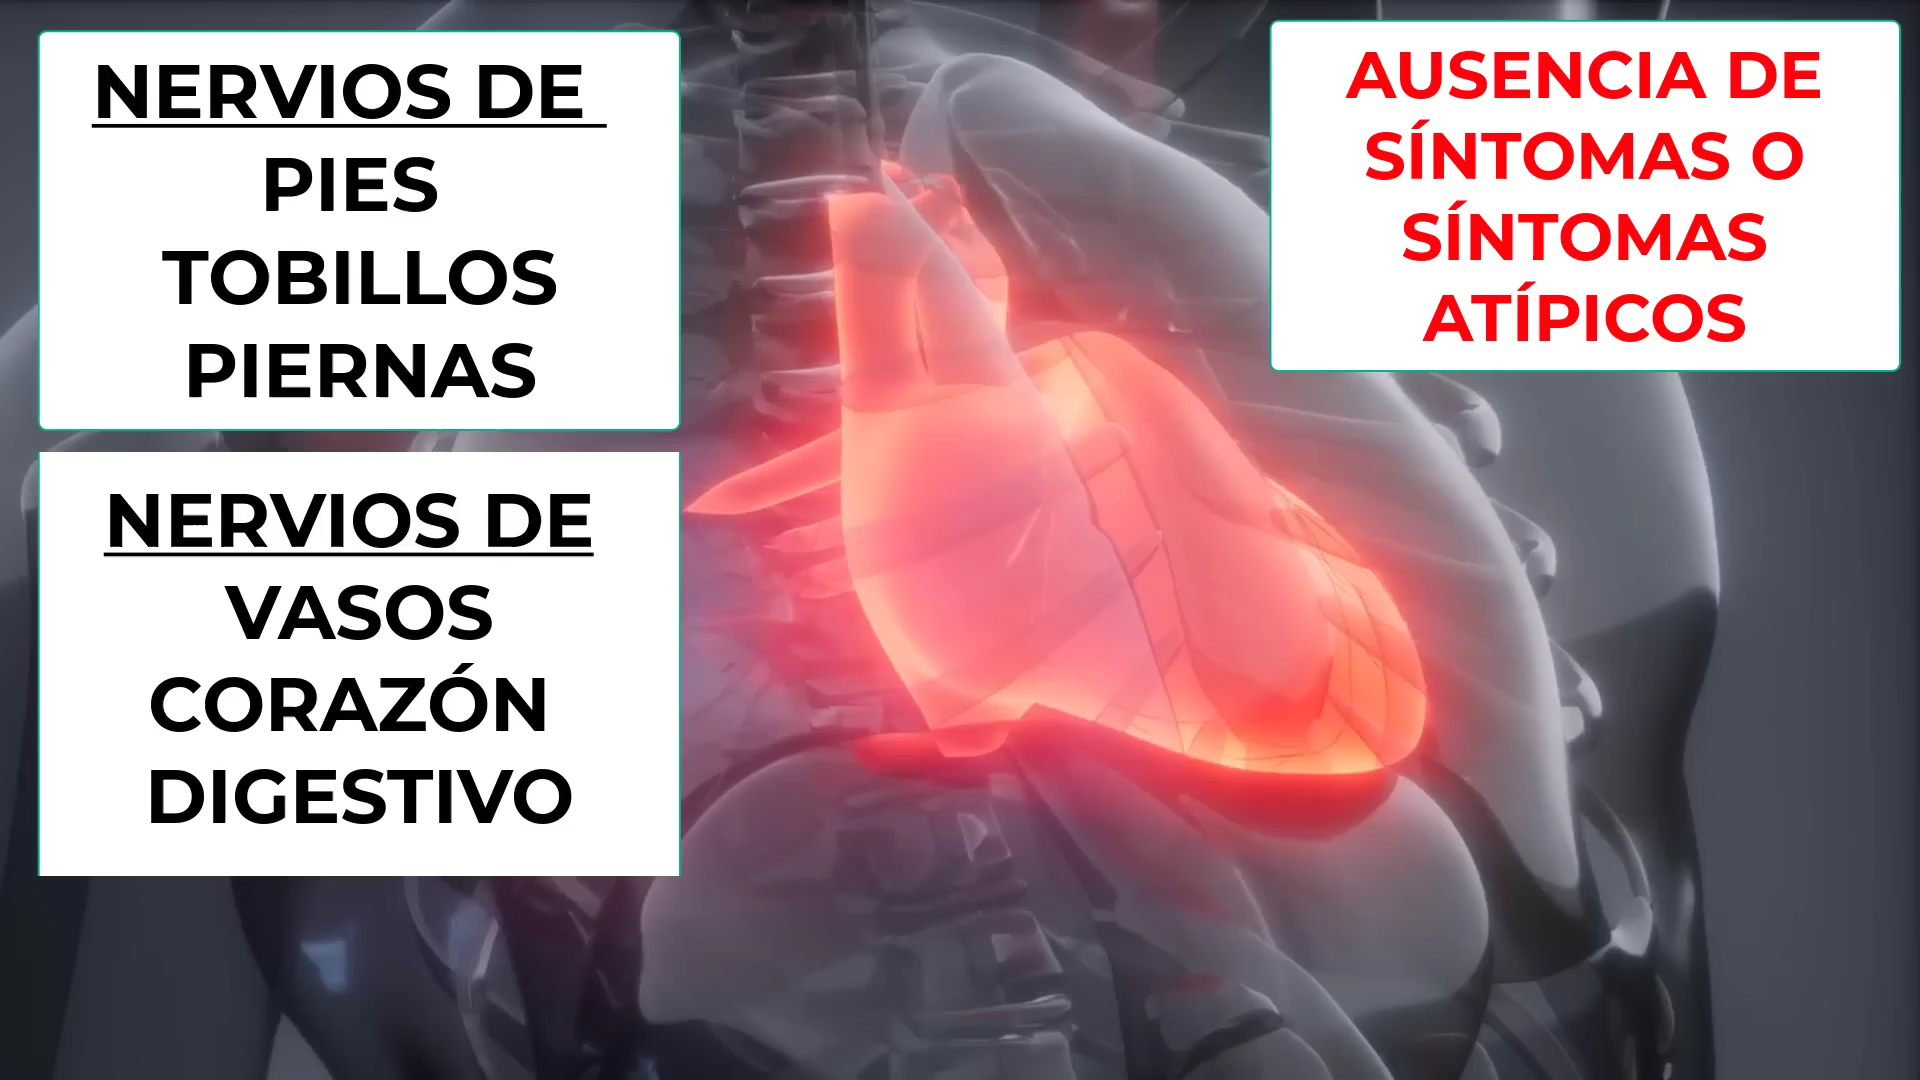 NERVIOS DE
PIES
TOBILLOS
PIERNAS
NERVIOS DE
VASOS
CORAZÓN
DIGESTIVO
AUSENCIA DE
SÍNTOMAS O
SÍNTOMAS
ATÍPICOS